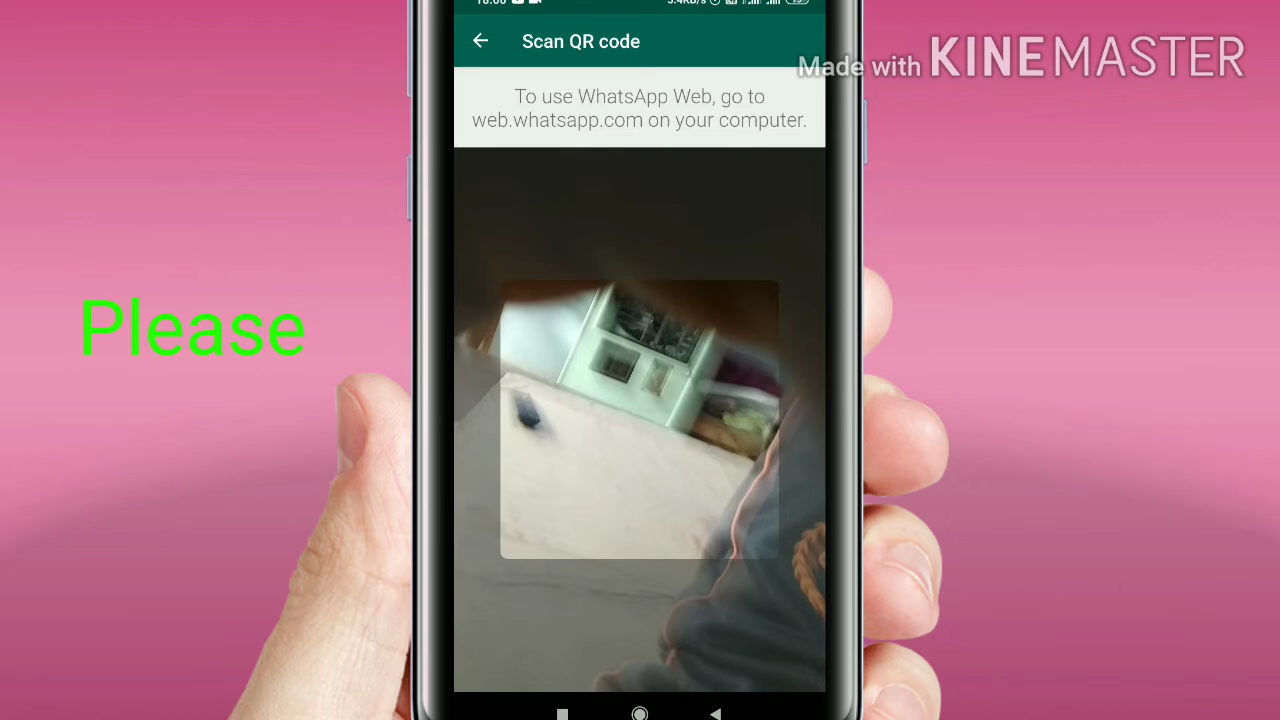 Scan QR code
Made with KINEMASTER
To use WhatsApp Web, go to
web.whatsapp.com on your computer.
Please